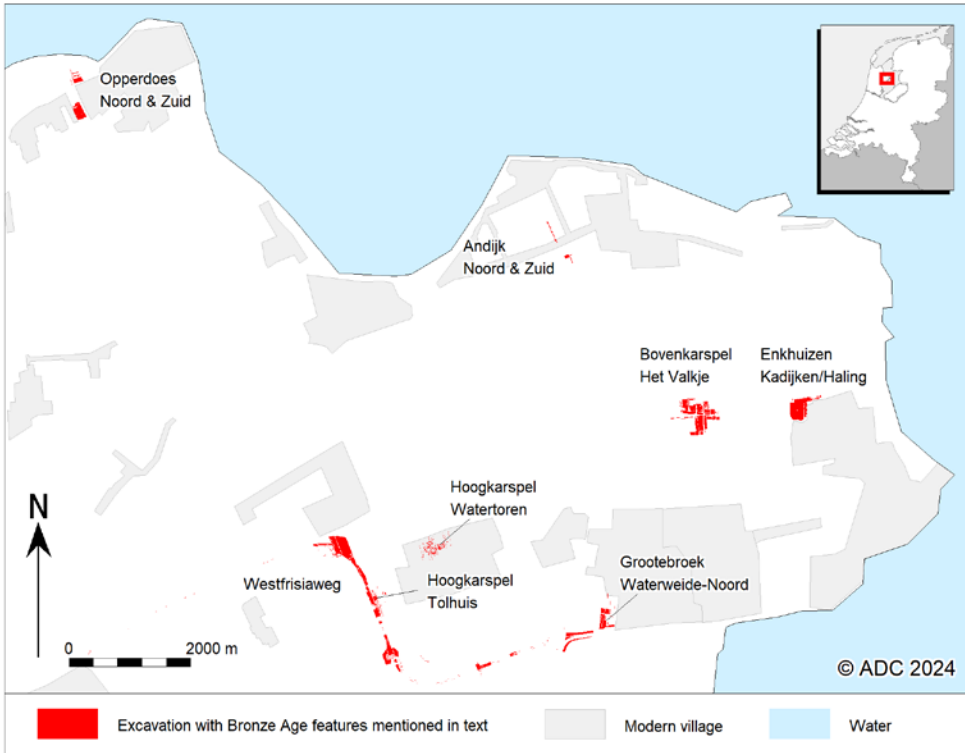 Opperdoes
Noord & Zuid
Andijk
Noord & Zuid
Bovenkarspel
Het Valkje
Enkhuizen
Kadijken/Haling
Hoogkarspel
Watertoren
N
Westfrisiaweg
Hoogkarspel
Tolhuis
Grootebroek
Waterweide-Noord
0
2000 m
© ADC 2024
Excavation with Bronze Age features mentioned in text
Modern village
Water